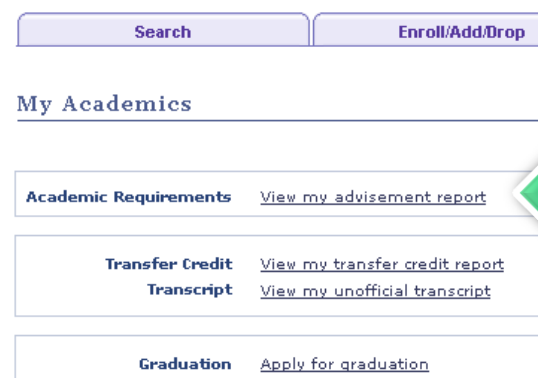 Search Enroll/Add/Drop
My Academics
Academic Requirements View my advisement report
Transfer Credit View my transfer credit report
Transcript View my unofficial transcript
Graduation Apply for graduation